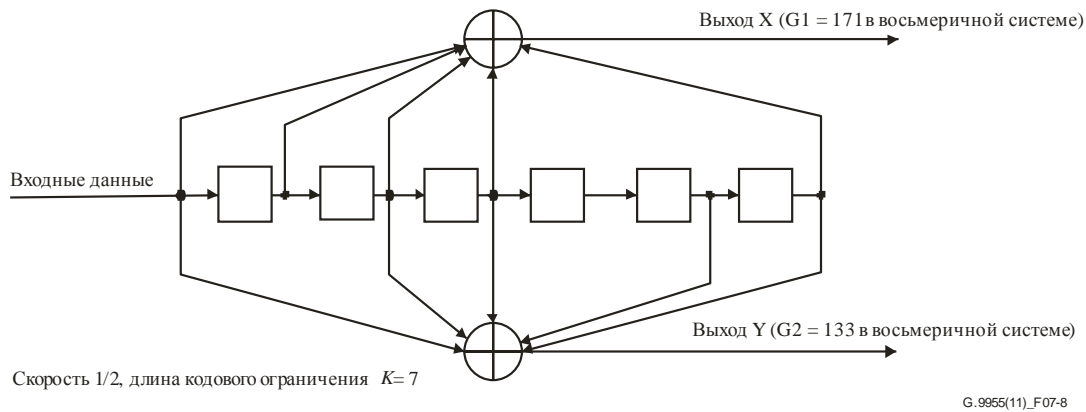 Выход X (G1 = 171 в восьмеричной системе)
Входные данные
Выход Y (G2 = 133 в восьмеричной системе)
Скорость 1/2, длина кодового ограничения K= 7
G.9955(11)_F07-8